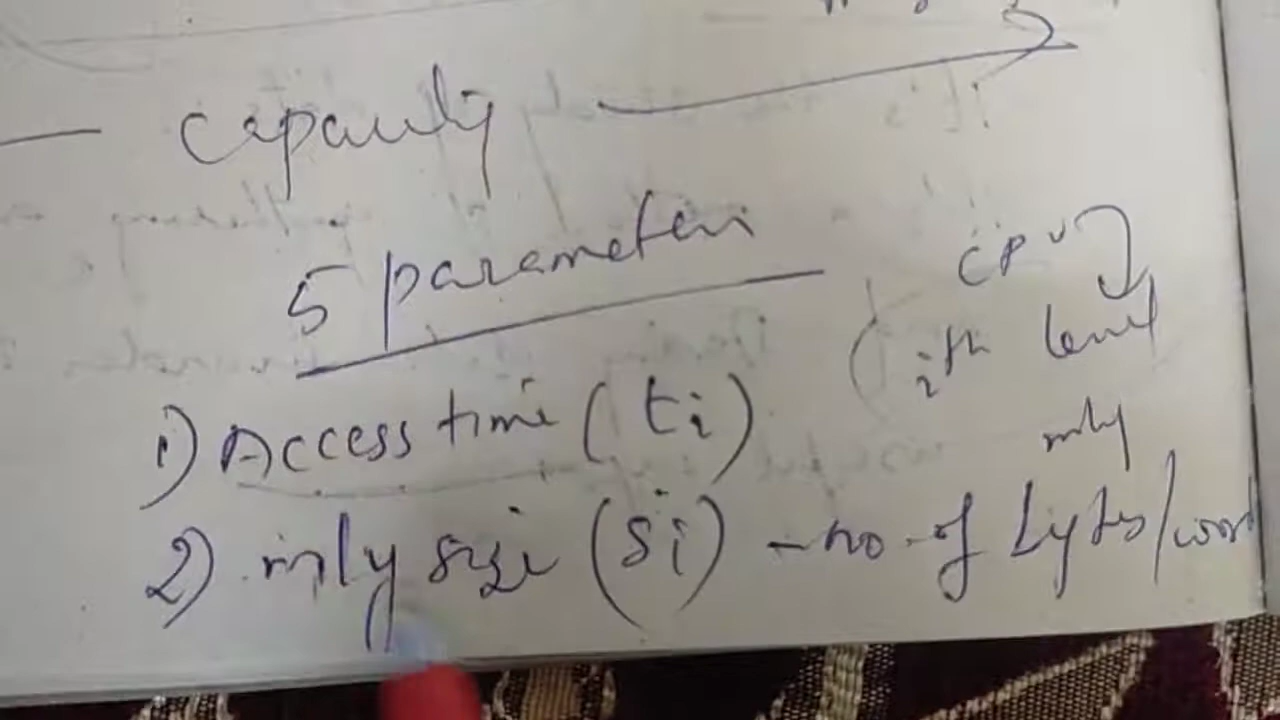 Capacity
5 parameters
CPU
1) Access time (ti) (ith level
mly
2) mly size (si) - no of bytes/word